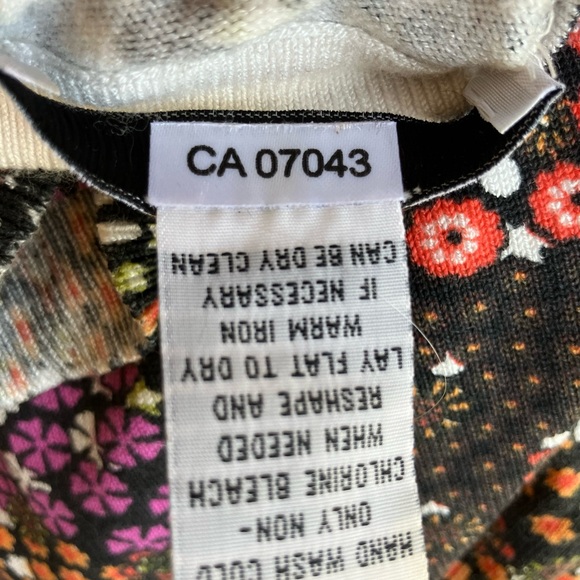 CA 07043
HAND WASH COLD
ONLY NON-
CHLORINE BLEACH
WHEN NEEDED
RESHAPE AND
LAY FLAT TO DRY
WARM IRON
IF NECESSARY
CAN BE DRY CLEAN